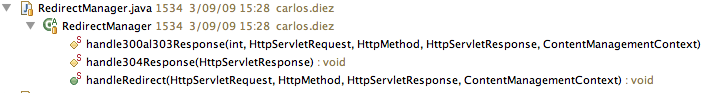 RedirectManager.java 1534 3/09/09 15:28 carlos.diez
RedirectManager 1534 3/09/09 15:28 carlos.diez
handle300al303Response(int, HttpServletRequest, HttpMethod, HttpServletResponse, ContentManagementContext)
handle304Response(HttpServletResponse) : void
handleRedirect(HttpServletRequest, HttpMethod, HttpServletResponse, ContentManagementContext) : void